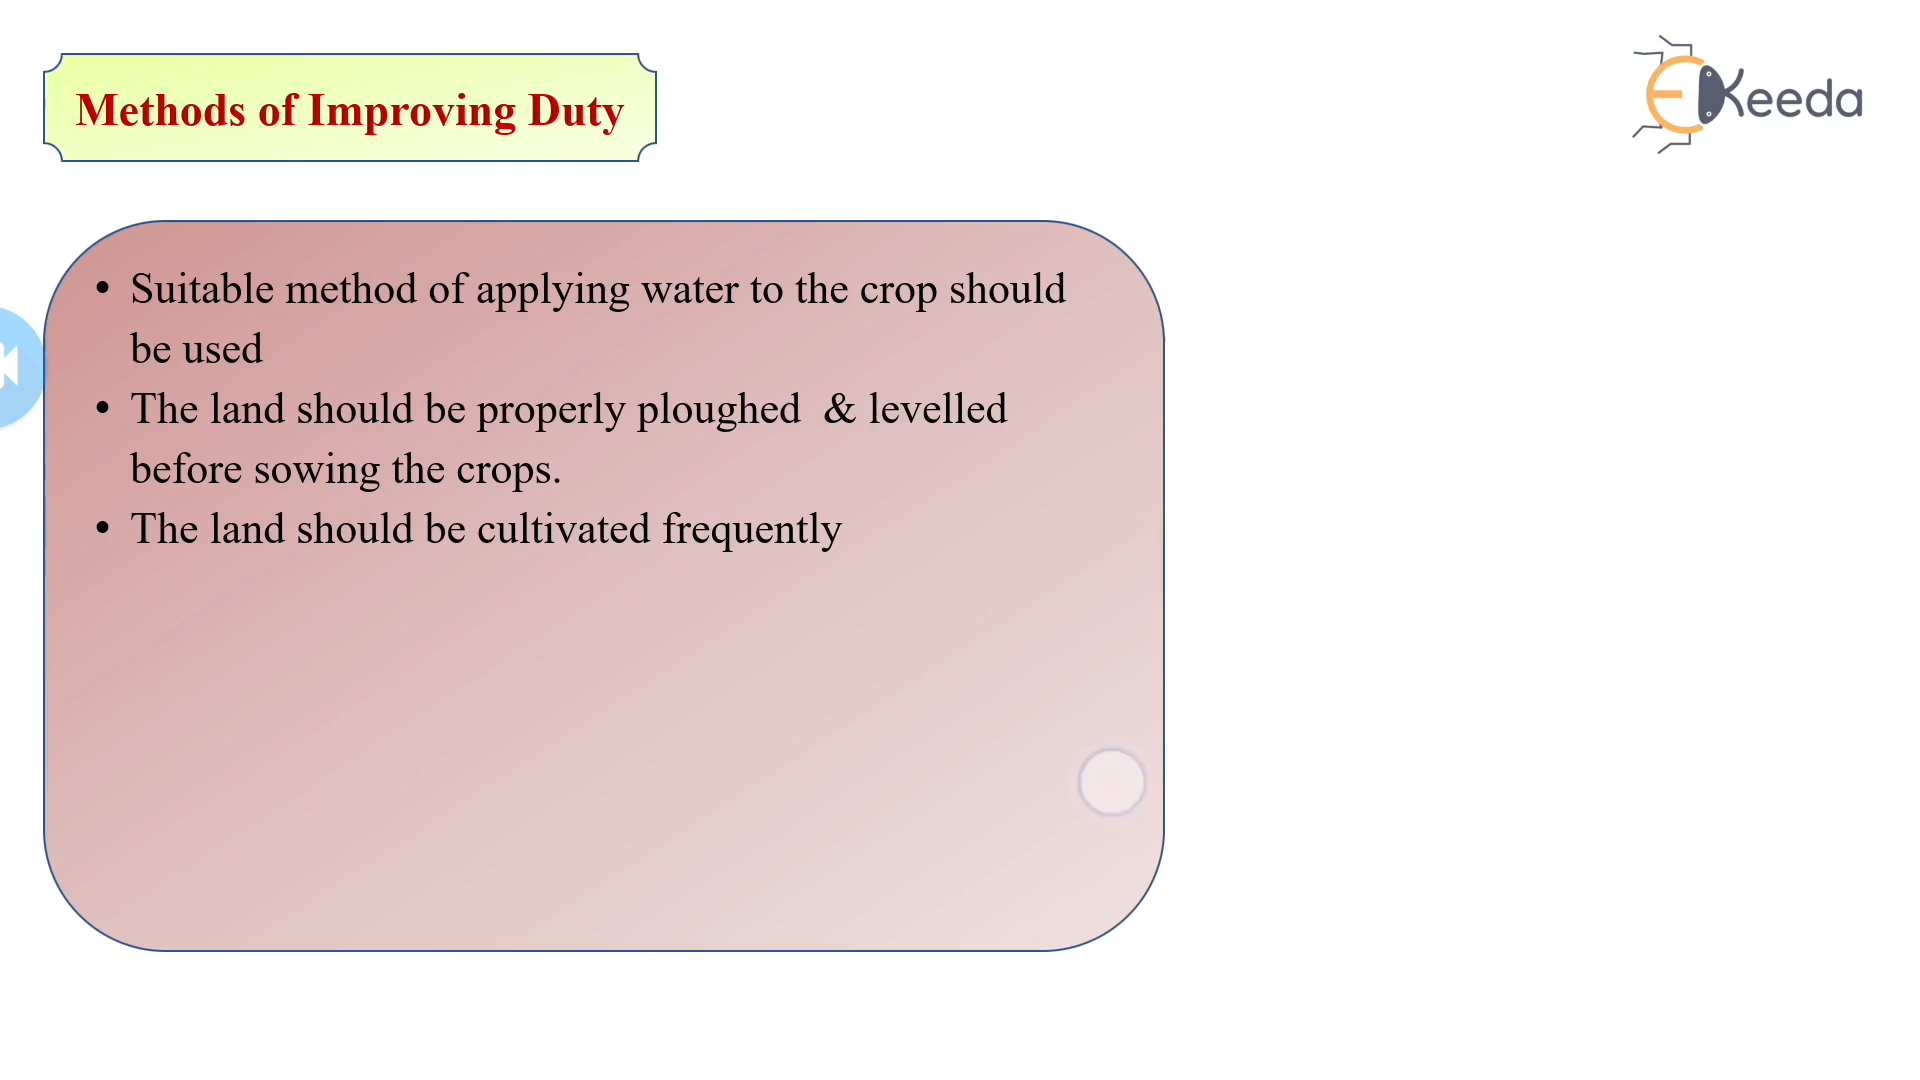 Methods of Improving Duty
EKeeda
• Suitable method of applying water to the crop should
be used
• The land should be properly ploughed  & levelled
before sowing the crops.
• The land should be cultivated frequently